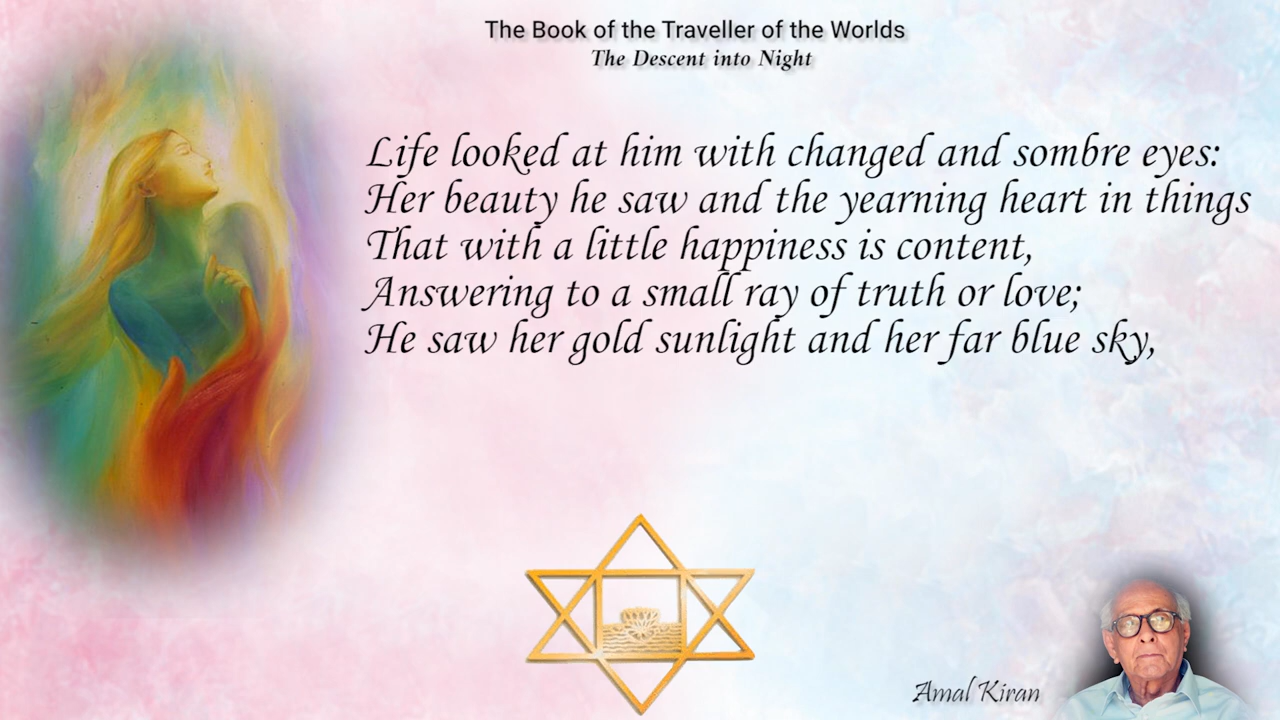 The Book of the Traveller of the Worlds
The Descent into Night
Life looked at him with changed and sombre eyes:
Her beauty he saw and the yearning heart in things
That with a little happiness is content,
Answering to a small ray of truth or love;
He saw her gold sunlight and her far blue sky,
Amal Kiran